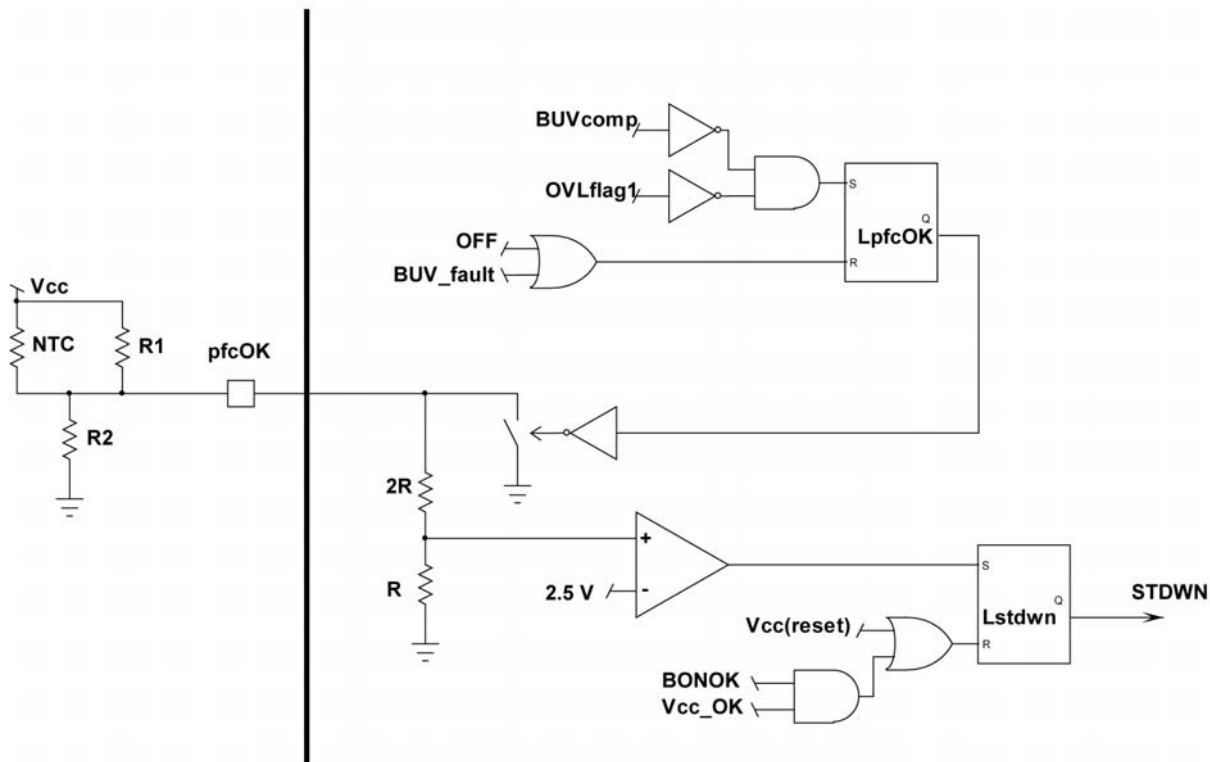 BUVcomp
OVLflag1
S
Q
LpfcOK
R
OFF
BUV_fault
Vcc
NTC
R1
pfcOK
R2
2R
+
R
2.5 V
-
S
Q
STDWN
Lstdwn
R
Vcc(reset)
BONOK
Vcc_OK